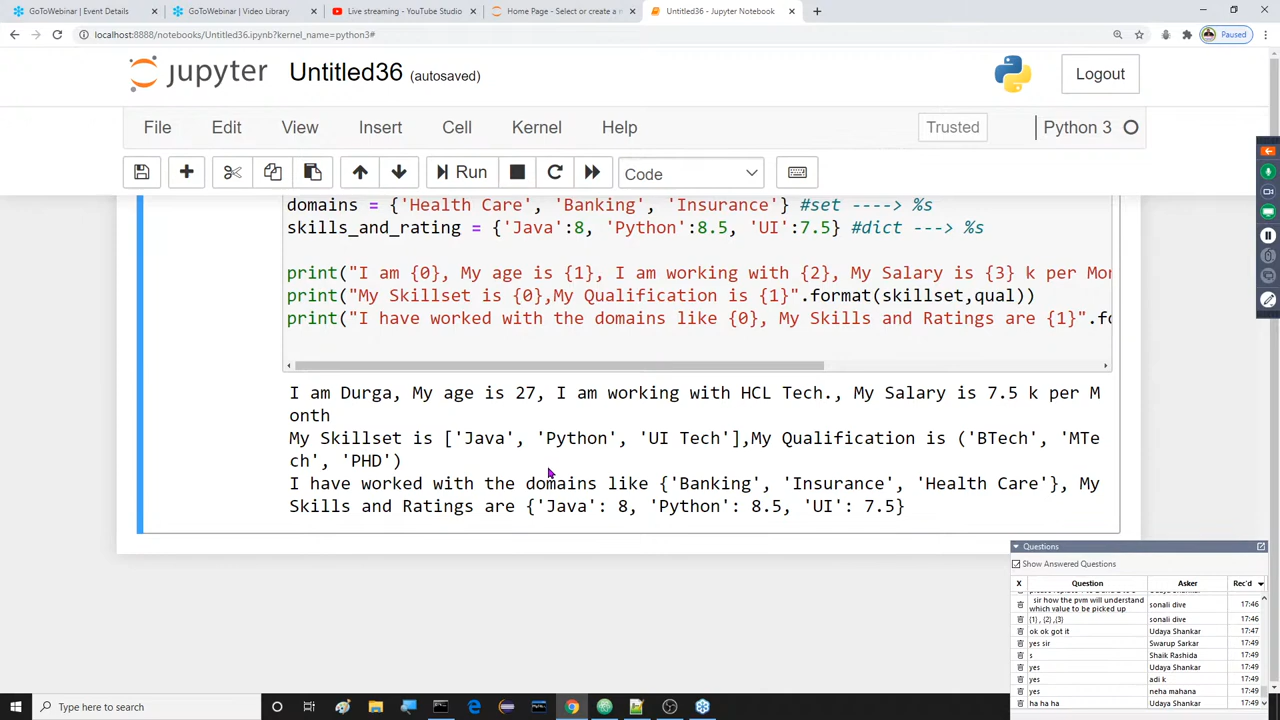 GoToWebinar | Event Details
GoToWebinar | Video Library
Live streaming - YouTube Studio
Home Page - Select or create a n
Untitled36 - Jupyter Notebook
localhost:8888/notebooks/Untitled36.ipynb?kernel_name=python3#
Paused
jupyter Untitled36 (autosaved)
Logout
File Edit View Insert Cell Kernel Help
Trusted
Python 3
Run
Code
domains = {'Health Care', 'Banking', 'Insurance'} #set ----> %s
skills_and_rating = {'Java':8, 'Python':8.5, 'UI':7.5} #dict ---> %s
print("I am {0}, My age is {1}, I am working with {2}, My Salary is {3} k per Mon
print("My Skillset is {0},My Qualification is {1}".format(skillset,qual))
print("I have worked with the domains like {0}, My Skills and Ratings are {1}".fo
I am Durga, My age is 27, I am working with HCL Tech., My Salary is 7.5 k per M
onth
My Skillset is ['Java', 'Python', 'UI Tech'],My Qualification is ('BTech', 'MTe
ch', 'PHD')
I have worked with the domains like {'Banking', 'Insurance', 'Health Care'}, My
Skills and Ratings are {'Java': 8, 'Python': 8.5, 'UI': 7.5}
Questions
Show Answered Questions
X Question Asker Rec'd
sir how the pvm will understand
which value to be picked up sonali dive 17:46
{1} , {2} ,{3} sonali dive 17:46
ok ok got it Udaya Shankar 17:47
yes sir Swarup Sarkar 17:49
s Shaik Rashida 17:49
yes Udaya Shankar 17:49
yes adi k 17:49
yes neha mahana 17:49
ha ha ha Udaya Shankar 17:49
Type here to search